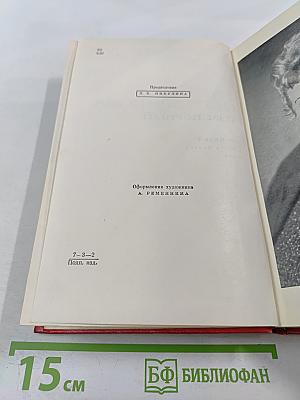 Предисловие
Оформление художника
А. РЕМЕННИКА
7—3—2
Подп. изд.
15 см
БФ БИБЛИОФАН